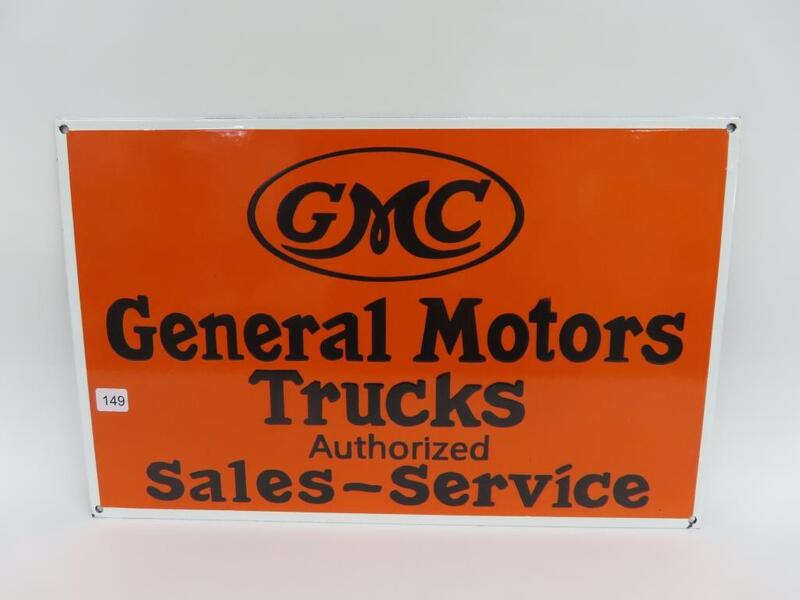 GMC
General Motors
Trucks
149
Authorized
Sales~Service